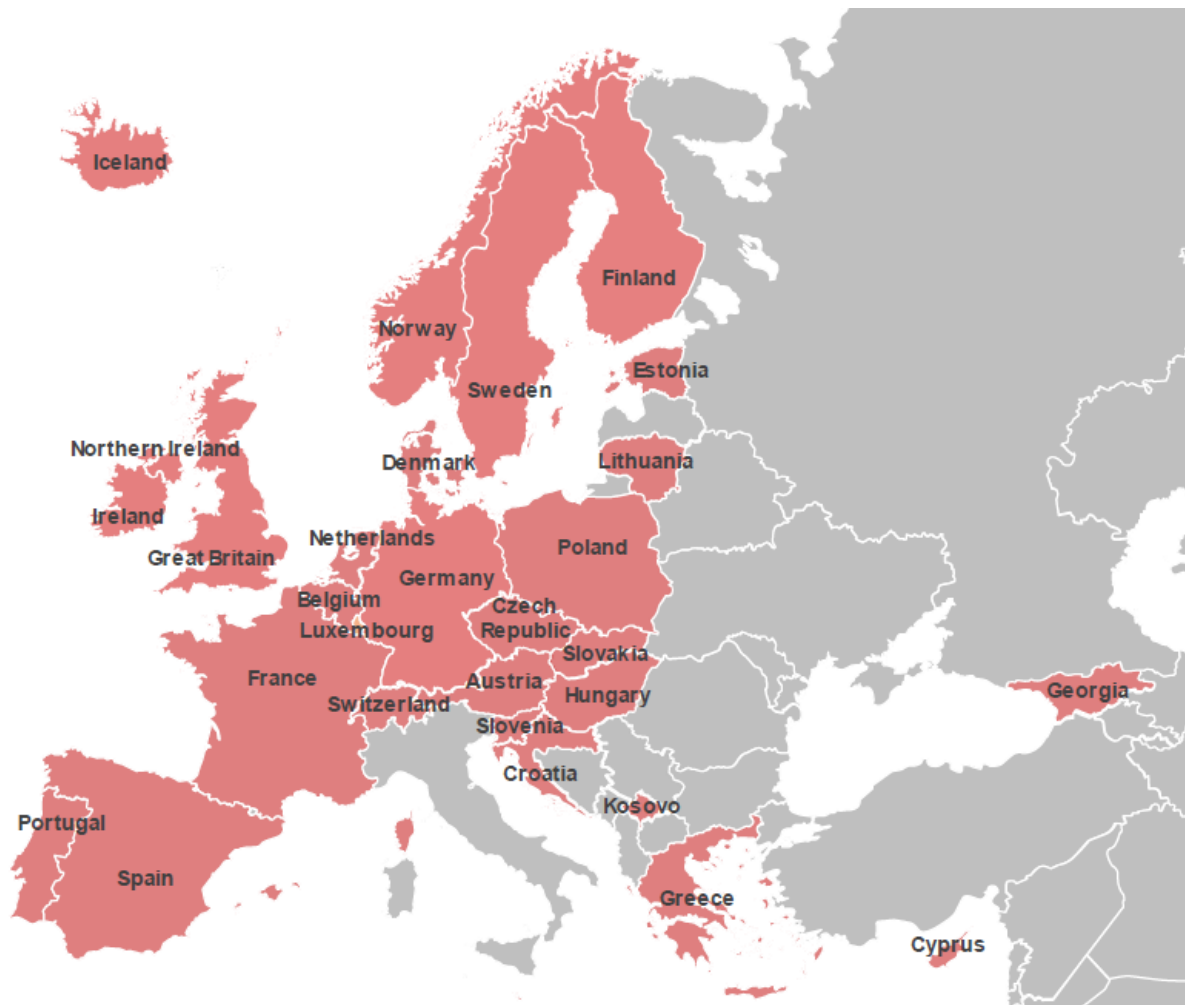 Iceland
Finland
Norway
Estonia
Sweden
Northern Ireland
Denmark
Lithuania
Ireland
Netherlands
Poland
Great Britain
Germany
Belgium
Czech
Republic
Luxembourg
Slovakia
France
Austria
Georgia
Hungary
Switzerland
Slovenia
Croatia
Kosovo
Portugal
Spain
Greece
Cyprus